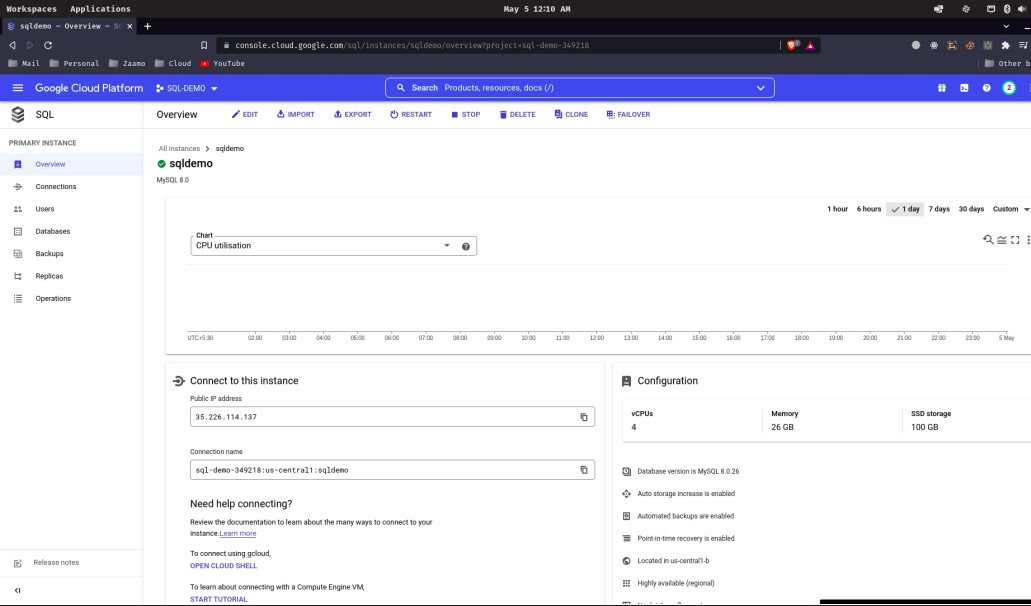 Workspaces Applications May 5 12:10 AM
sqldemo – Overview – SQ
console.cloud.google.com/sql/instances/sqldemo/overview?project=sql-demo-349218
Mail Personal Zaamo Cloud YouTube Other b
Google Cloud Platform SQL-DEMO Search Products, resources, docs (/) 2
SQL Overview EDIT IMPORT EXPORT RESTART STOP DELETE CLONE FAILOVER
PRIMARY INSTANCE
Overview
Connections
Users
Databases
Backups
Replicas
Operations
Release notes
All instances > sqldemo
sqldemo
MySQL 8.0
1 hour 6 hours 1 day 7 days 30 days Custom
Chart
CPU utilisation
UTC+5:30 02:00 03:00 04:00 05:00 06:00 07:00 08:00 09:00 10:00 11:00 12:00 13:00 14:00 15:00 16:00 17:00 18:00 19:00 20:00 21:00 22:00 23:00 5 May
Connect to this instance
Public IP address
35.226.114.137
Connection name
sql-demo-349218:us-central1:sqldemo
Need help connecting?
Review the documentation to learn about the many ways to connect to your
instance.Learn more
To connect using gcloud,
OPEN CLOUD SHELL
To learn about connecting with a Compute Engine VM,
START TUTORIAL
Configuration
vCPUs Memory SSD storage
4 26 GB 100 GB
Database version is MySQL 8.0.26
Auto storage increase is enabled
Automated backups are enabled
Point-in-time recovery is enabled
Located in us-central1-b
Highly available (regional)